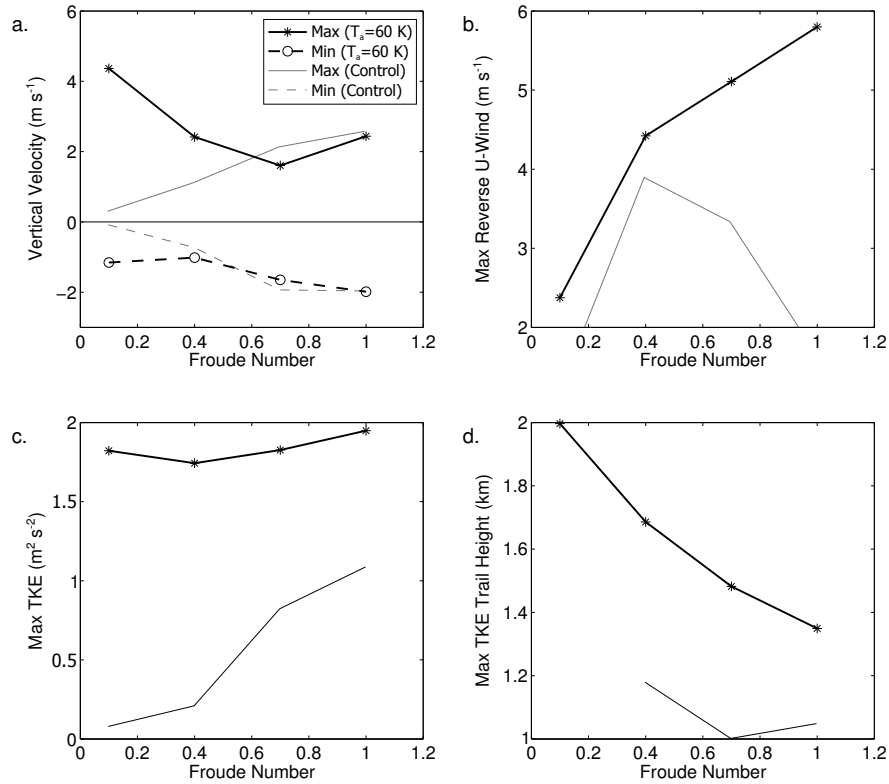 a.
Max (Tₐ=60 K)
Min (Tₐ=60 K)
Max (Control)
Min (Control)
Vertical Velocity (m s⁻¹)
6
4
2
0
−2
0 0.2 0.4 0.6 0.8 1 1.2
Froude Number
b.
Max Reverse U-Wind (m s⁻¹)
6
5
4
3
2
0 0.2 0.4 0.6 0.8 1 1.2
Froude Number
c.
Max TKE (m² s⁻²)
2
1.5
1
0.5
0
0 0.2 0.4 0.6 0.8 1 1.2
Froude Number
d.
Max TKE Trail Height (km)
2
1.8
1.6
1.4
1.2
1
0 0.2 0.4 0.6 0.8 1 1.2
Froude Number